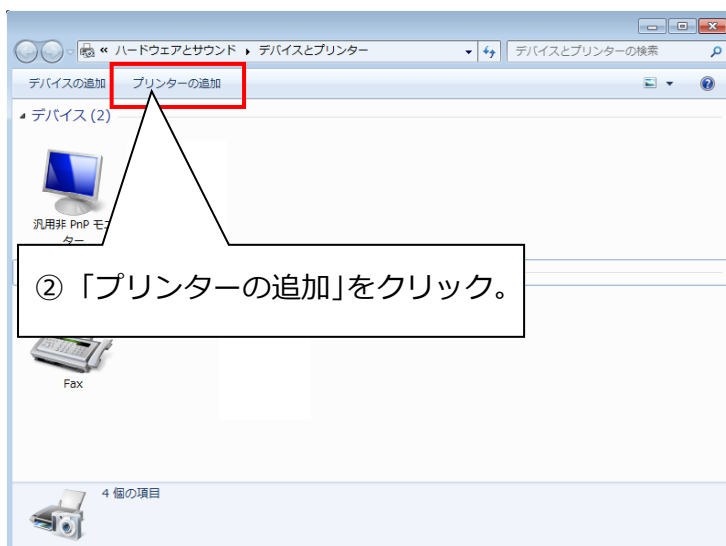 « ハードウェアとサウンド ▸ デバイスとプリンター
デバイスとプリンターの検索
デバイスの追加 プリンターの追加
デバイス (2)
汎用非 PnP モニ
ター
②「プリンターの追加」をクリック。
Fax
4 個の項目